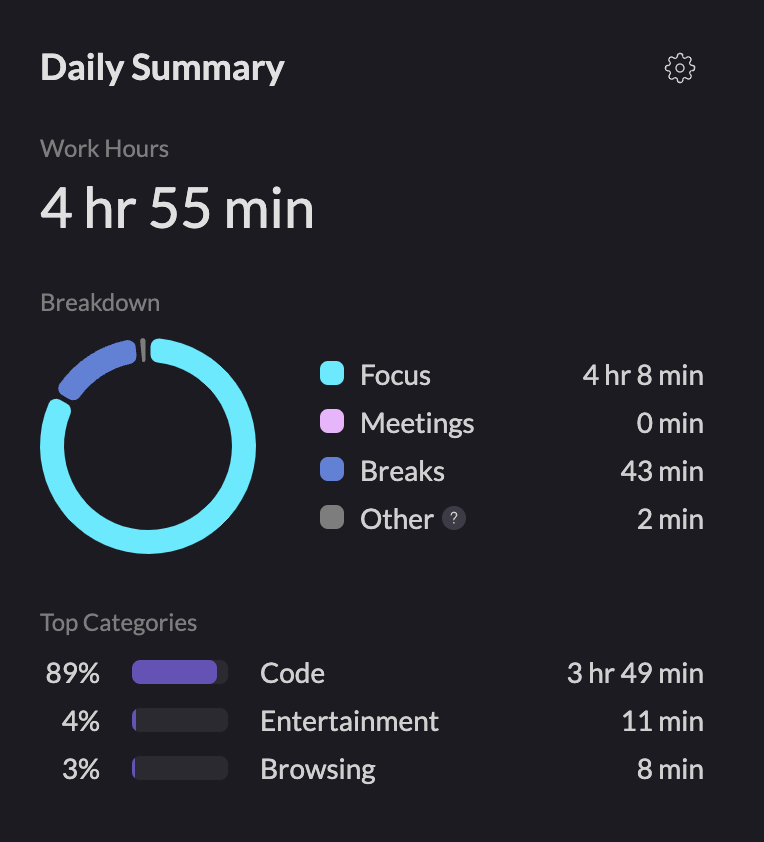 Daily Summary
Work Hours
4 hr 55 min
Breakdown
Focus 4 hr 8 min
Meetings 0 min
Breaks 43 min
Other ? 2 min
Top Categories
89% Code 3 hr 49 min
4% Entertainment 11 min
3% Browsing 8 min